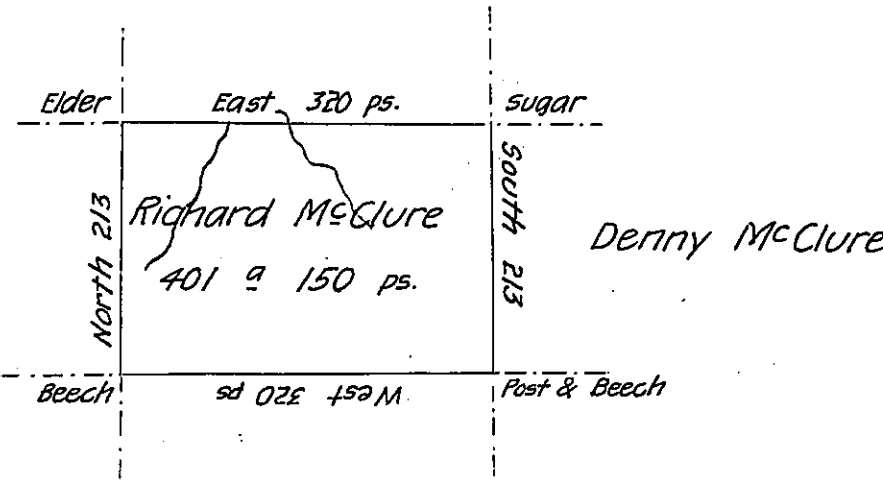 Elder East 320 ps. sugar
North 213
Richard McClure
South 213
Denny McClure
401 a 150 ps.
Beech West 320 ps Post & Beech